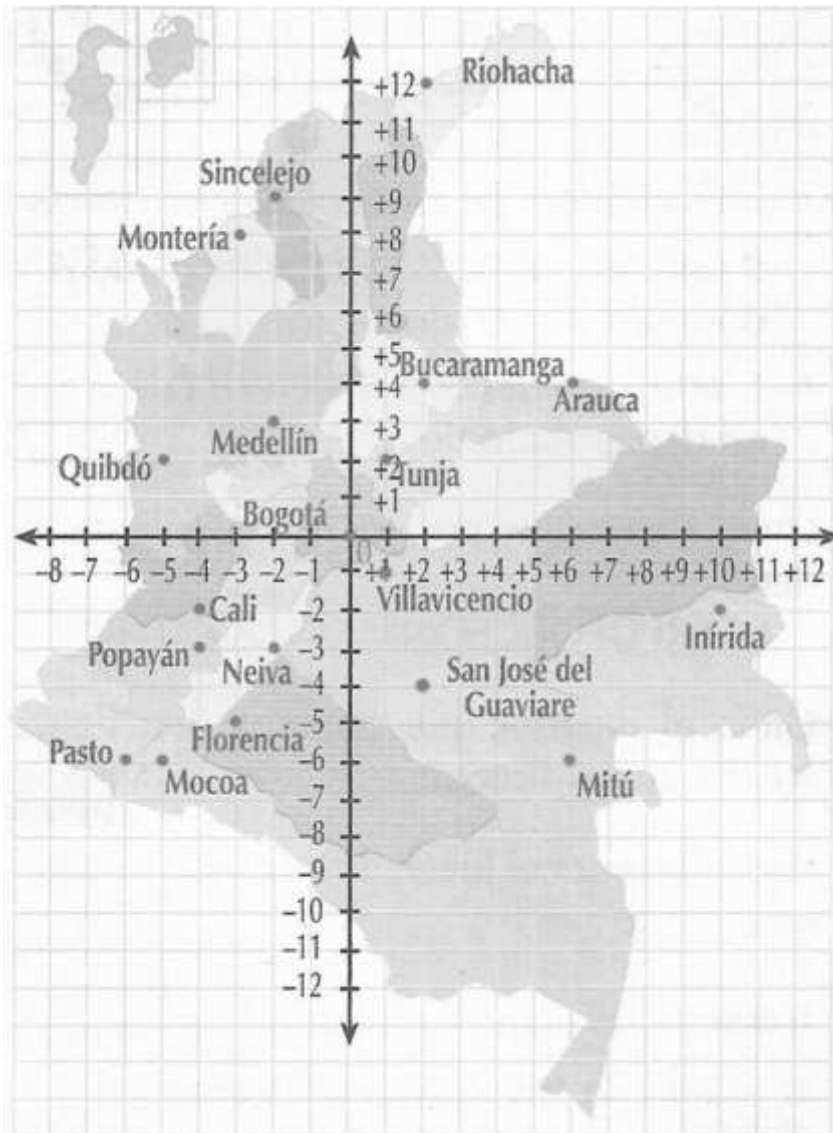 Riohacha
+12
+11
+10
Sincelejo
+9
Montería
+8
+7
+6
+5
Bucaramanga
+4
Arauca
+3
Medellín
Quibdó
+2
Tunja
+1
Bogotá
0
–8 –7 –6 –5 –4 –3 –2 –1 +1 +2 +3 +4 +5 +6 +7 +8 +9 +10 +11 +12
Villavicencio
Cali
–2
Inírida
Popayán
Neiva
–3
San José del
Guaviare
–4
Florencia
–5
Pasto
Mocoa
–6
Mitú
–7
–8
–9
–10
–11
–12